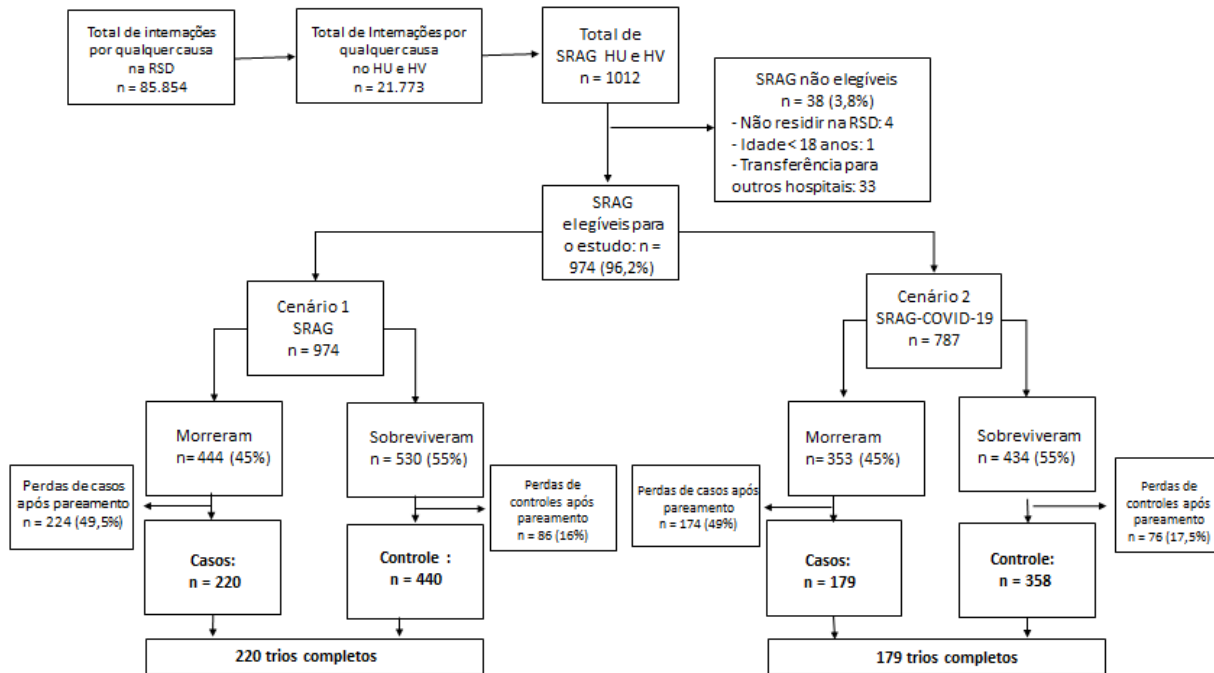 Total de internações
por qualquer causa
na RSD
n = 85.854
Total de Internações por
qualquer causa
no HU e HV
n = 21.773
Total de
SRAG HU e HV
n = 1012
SRAG não elegíveis
n = 38 (3,8%)
- Não residir na RSD: 4
- Idade < 18 anos: 1
- Transferência para
outros hospitais: 33
SRAG
elegíveis para
o estudo: n =
974 (96,2%)
Cenário 1
SRAG
n = 974
Cenário 2
SRAG-COVID-19
n = 787
Morreram
n= 444 (45%)
Sobreviveram
n = 530 (55%)
Morreram
n= 353 (45%)
Sobreviveram
n = 434 (55%)
Perdas de casos
após pareamento
n = 224 (49,5%)
Perdas de
controles após
pareamento
n = 86 (16%)
Perdas de casos após
pareamento
n = 174 (49%)
Perdas de
controles após
pareamento
n = 76 (17,5%)
Casos:
n = 220
Controle :
n = 440
Casos:
n = 179
Controle:
n = 358
220 trios completos
179 trios completos